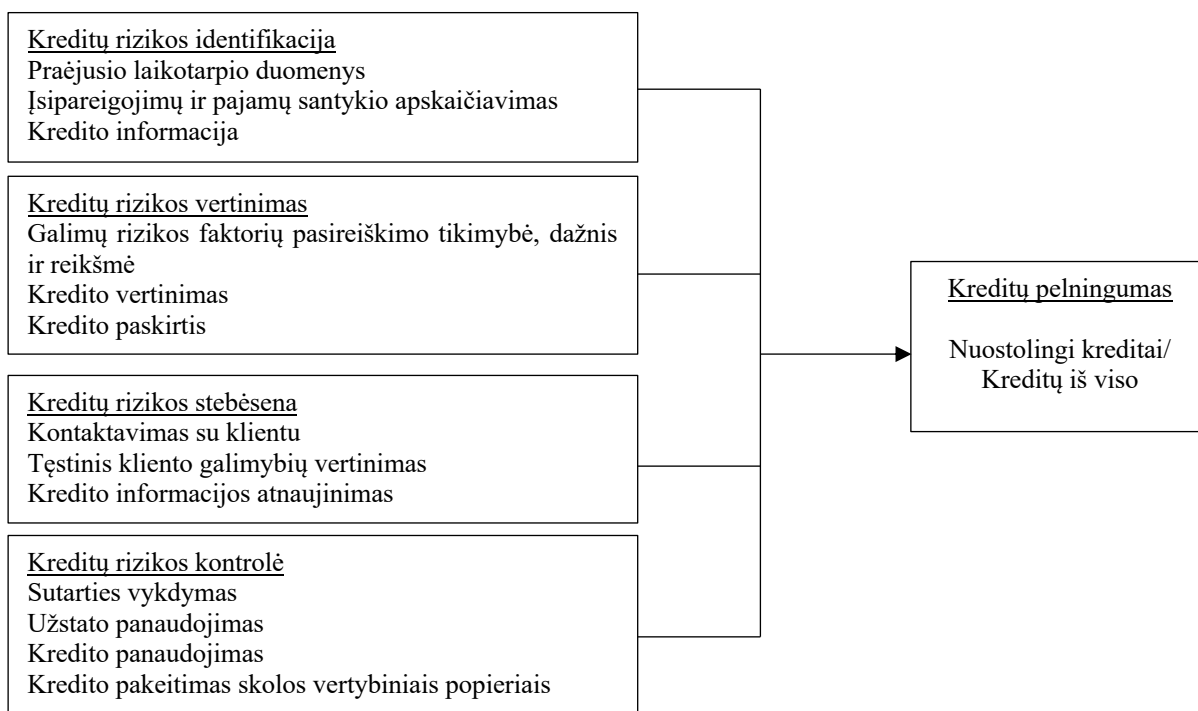 Kreditų rizikos identifikacija
Praėjusio laikotarpio duomenys
Įsipareigojimų ir pajamų santykio apskaičiavimas
Kredito informacija
Kreditų rizikos vertinimas
Galimų rizikos faktorių pasireiškimo tikimybė, dažnis
ir reikšmė
Kredito vertinimas
Kredito paskirtis
Kreditų rizikos stebėsena
Kontaktavimas su klientu
Tęstinis kliento galimybių vertinimas
Kredito informacijos atnaujinimas
Kreditų rizikos kontrolė
Sutarties vykdymas
Užstato panaudojimas
Kredito panaudojimas
Kredito pakeitimas skolos vertybiniais popieriais
Kreditų pelningumas
Nuostolingi kreditai/
Kreditų iš viso